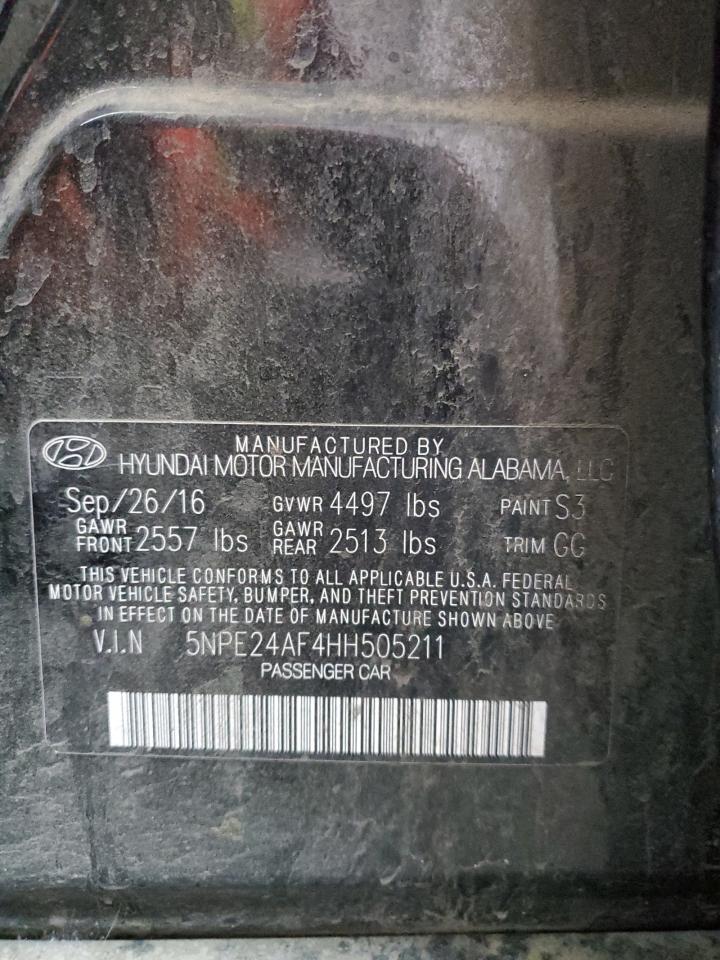 MANUFACTURED BY
HYUNDAI MOTOR MANUFACTURING ALABAMA, LLC
Sep/26/16 GVWR 4497 lbs PAINT S3
GAWR FRONT 2557 lbs GAWR REAR 2513 lbs TRIM GG
THIS VEHICLE CONFORMS TO ALL APPLICABLE U.S.A. FEDERAL
MOTOR VEHICLE SAFETY, BUMPER, AND THEFT PREVENTION STANDARDS
IN EFFECT ON THE DATE OF MANUFACTURE SHOWN ABOVE
V.I.N 5NPE24AF4HH505211
PASSENGER CAR